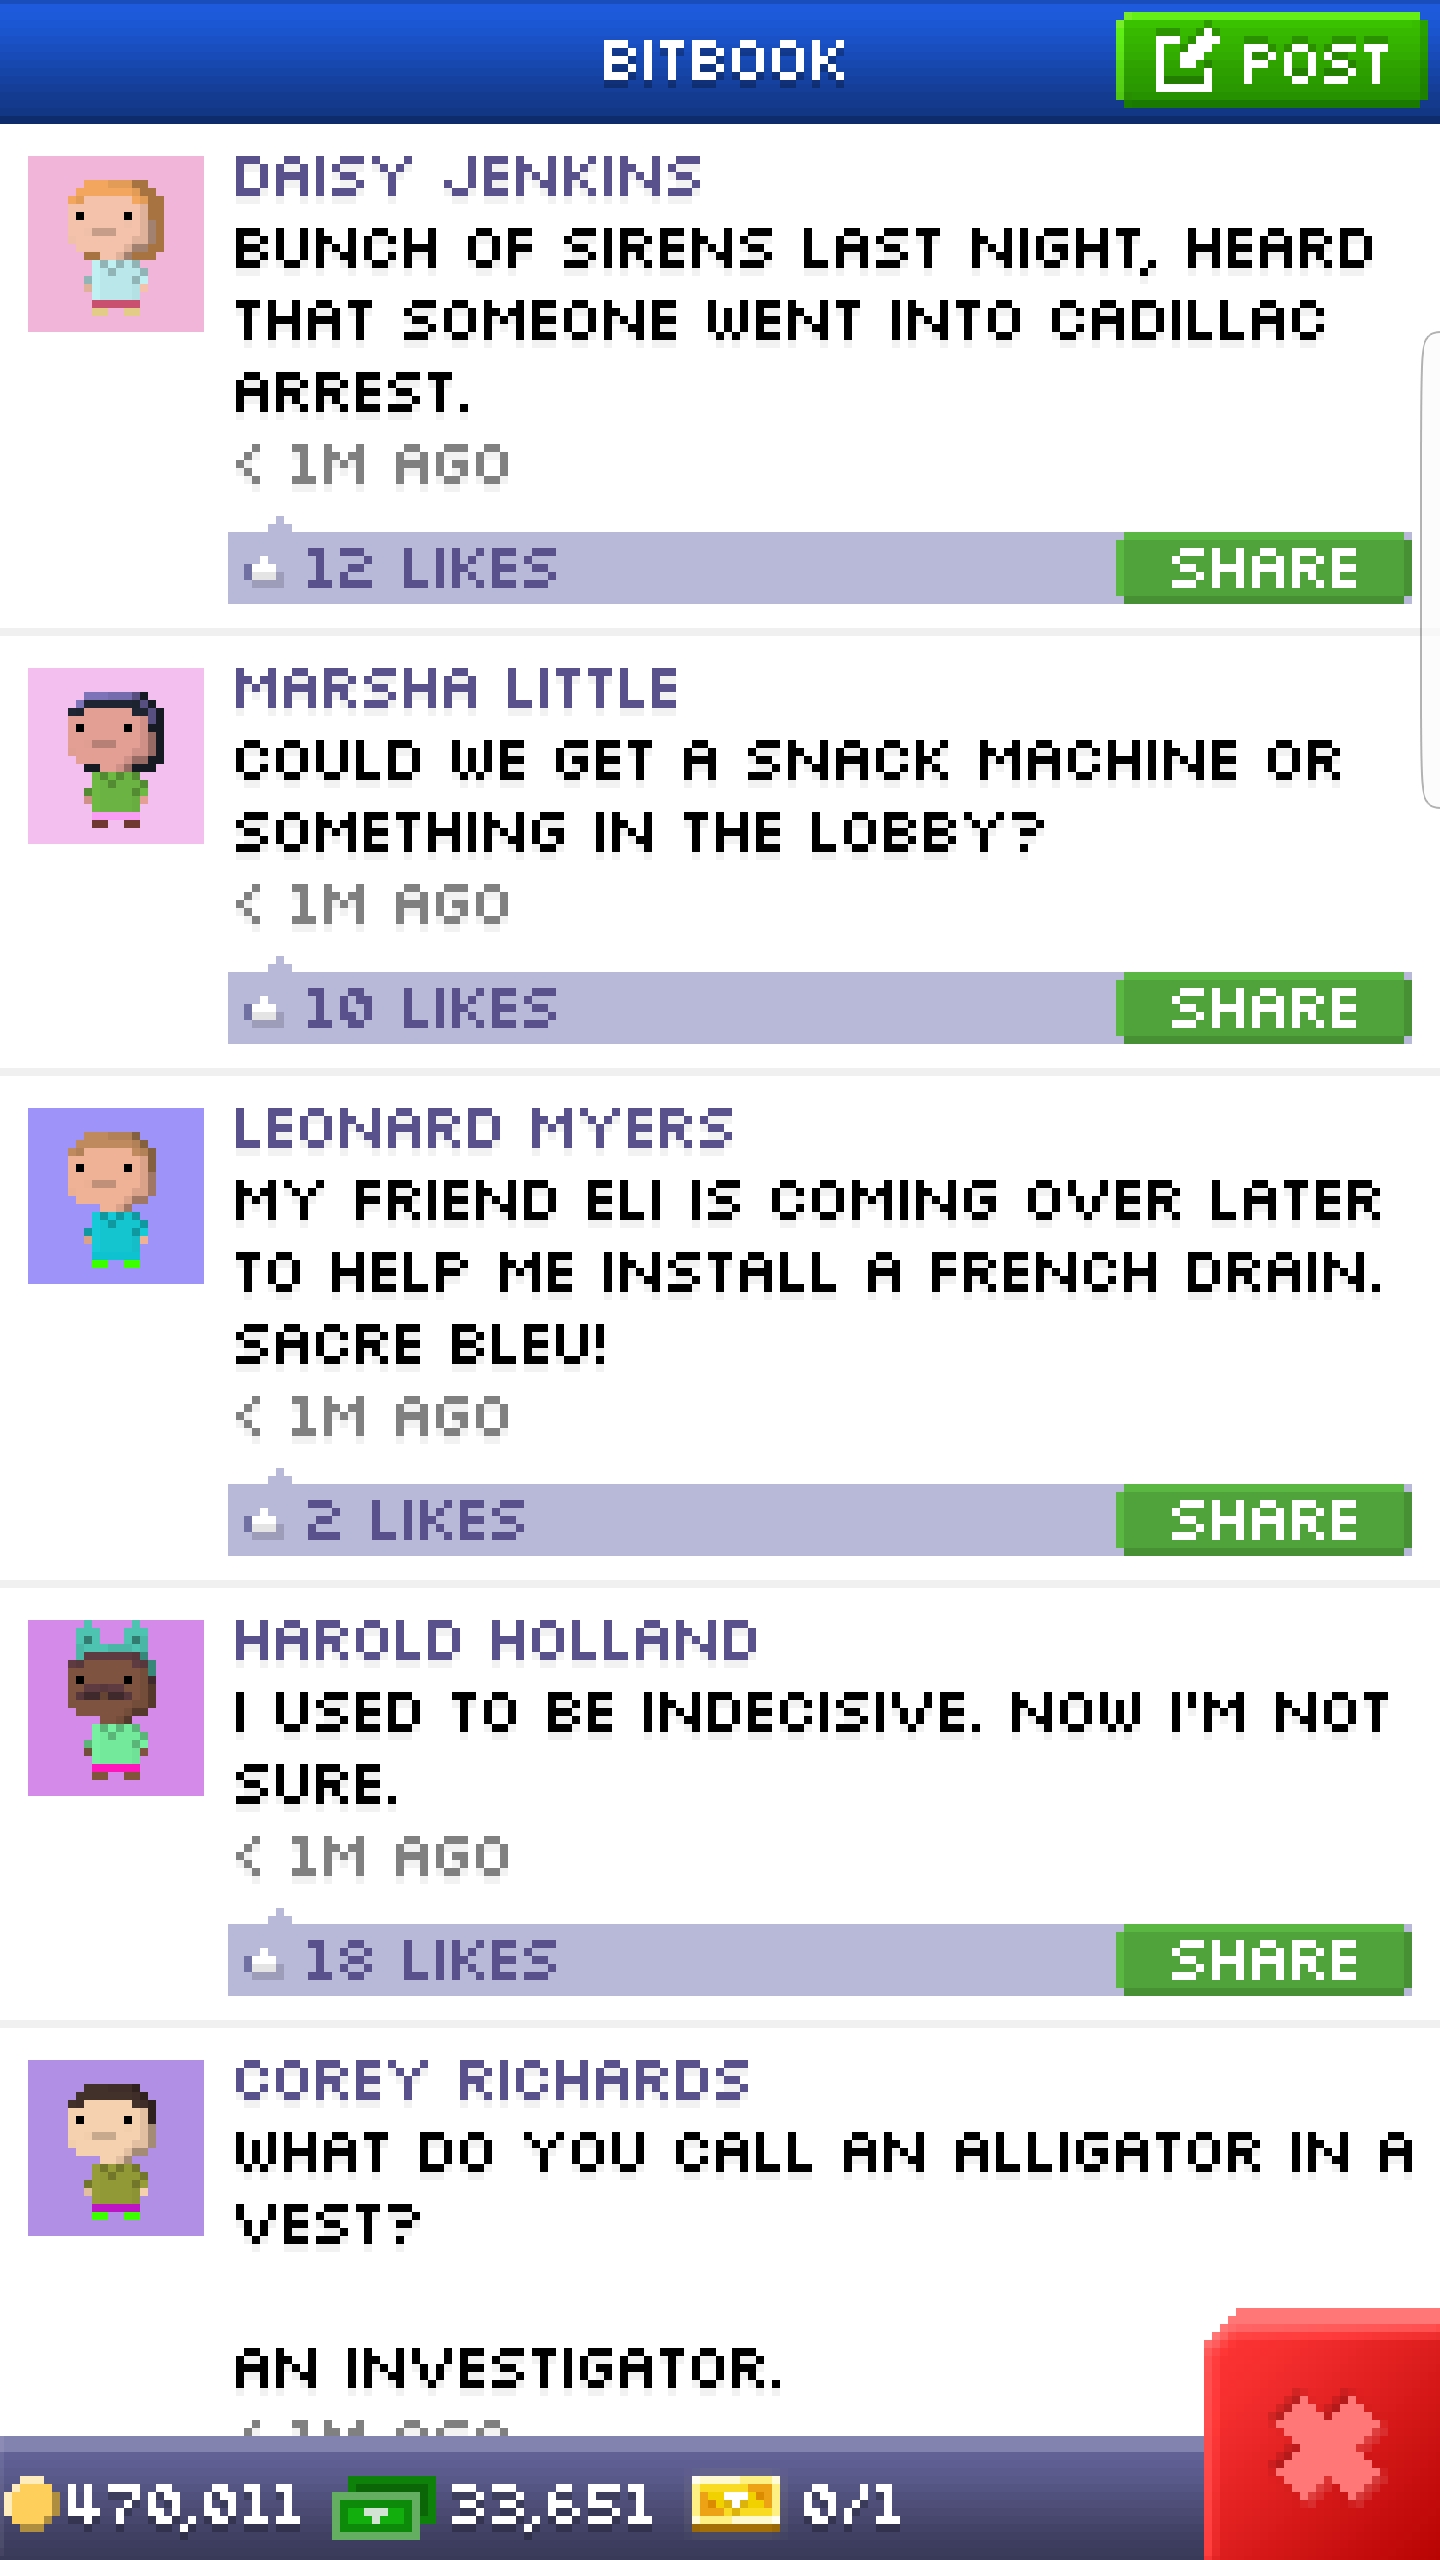 BITBOOK
POST
DAISY JENKINS
BUNCH OF SIRENS LAST NIGHT, HEARD
THAT SOMEONE WENT INTO CADILLAC
ARREST.
< 1M AGO
12 LIKES
SHARE
MARSHA LITTLE
COULD WE GET A SNACK MACHINE OR
SOMETHING IN THE LOBBY?
< 1M AGO
10 LIKES
SHARE
LEONARD MYERS
MY FRIEND ELI IS COMING OVER LATER
TO HELP ME INSTALL A FRENCH DRAIN.
SACRE BLEU!
< 1M AGO
2 LIKES
SHARE
HAROLD HOLLAND
I USED TO BE INDECISIVE. NOW I'M NOT
SURE.
< 1M AGO
18 LIKES
SHARE
COREY RICHARDS
WHAT DO YOU CALL AN ALLIGATOR IN A
VEST?
AN INVESTIGATOR.
< 1M AGO
470,011
33,651
0/1